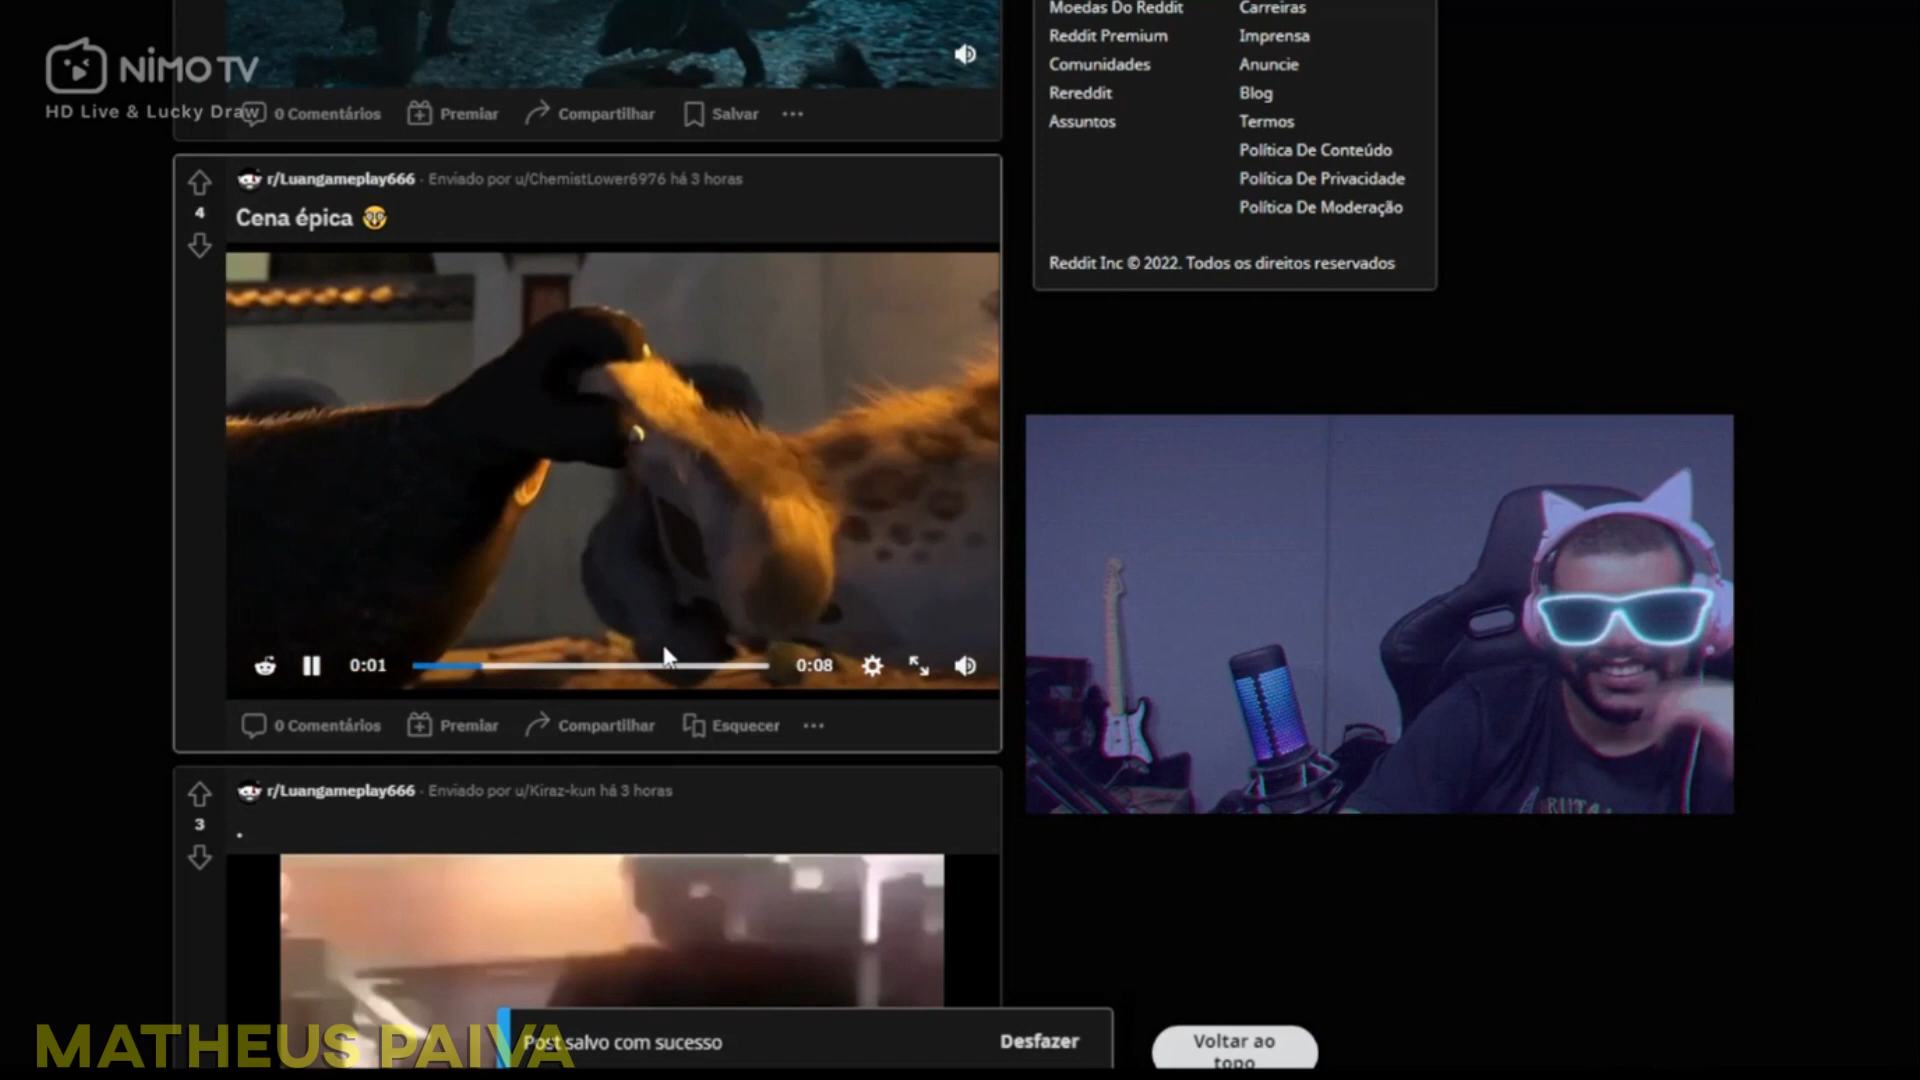 NIMO TV
HD Live & Lucky Draw
0 Comentários
Premiar
Compartilhar
Salvar
r/Luangameplay666 · Enviado por u/ChemistLower6976 há 3 horas
4
Cena épica
0:01
0:08
0 Comentários
Premiar
Compartilhar
Esquecer
r/Luangameplay666 · Enviado por u/Kiraz-kun há 3 horas
3
.
Post salvo com sucesso
Desfazer
MATHEUS PAIVA
Moedas Do Reddit
Reddit Premium
Comunidades
Rereddit
Assuntos
Carreiras
Imprensa
Anuncie
Blog
Termos
Política De Conteúdo
Política De Privacidade
Política De Moderação
Reddit Inc © 2022. Todos os direitos reservados
Voltar ao
topo